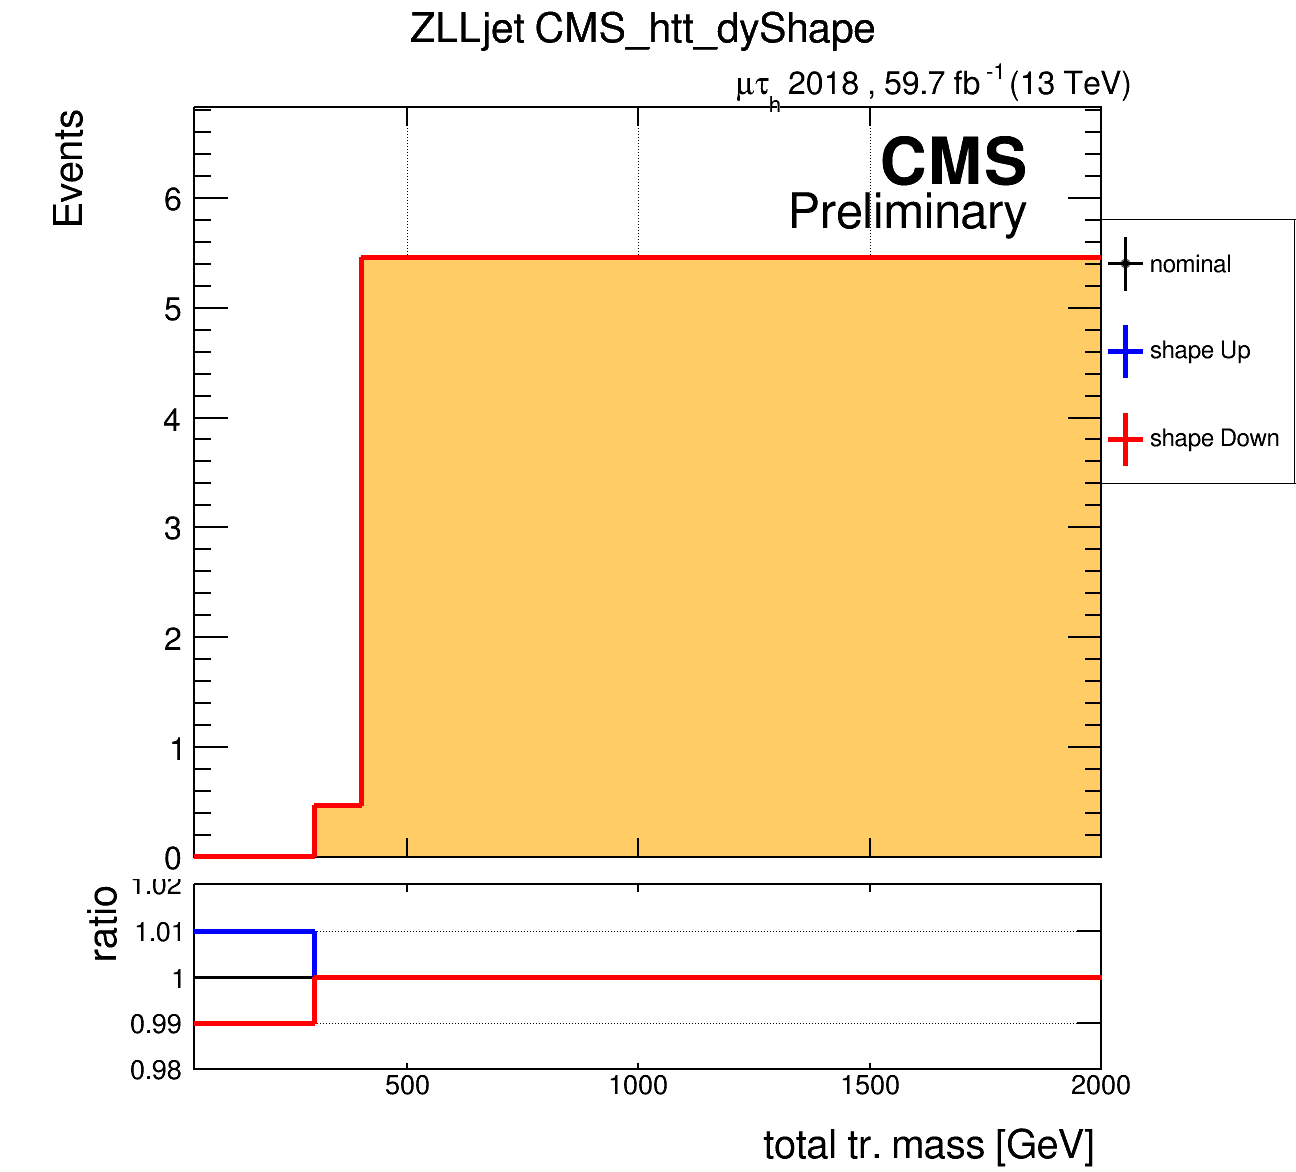 ZLLjet CMS_htt_dyShape
μτh 2018 , 59.7 fb-1 (13 TeV)
Events
CMS
Preliminary
6
5
4
3
2
1
0
nominal
shape Up
shape Down
ratio
1.02
1.01
1
0.99
0.98
500
1000
1500
2000
total tr. mass [GeV]